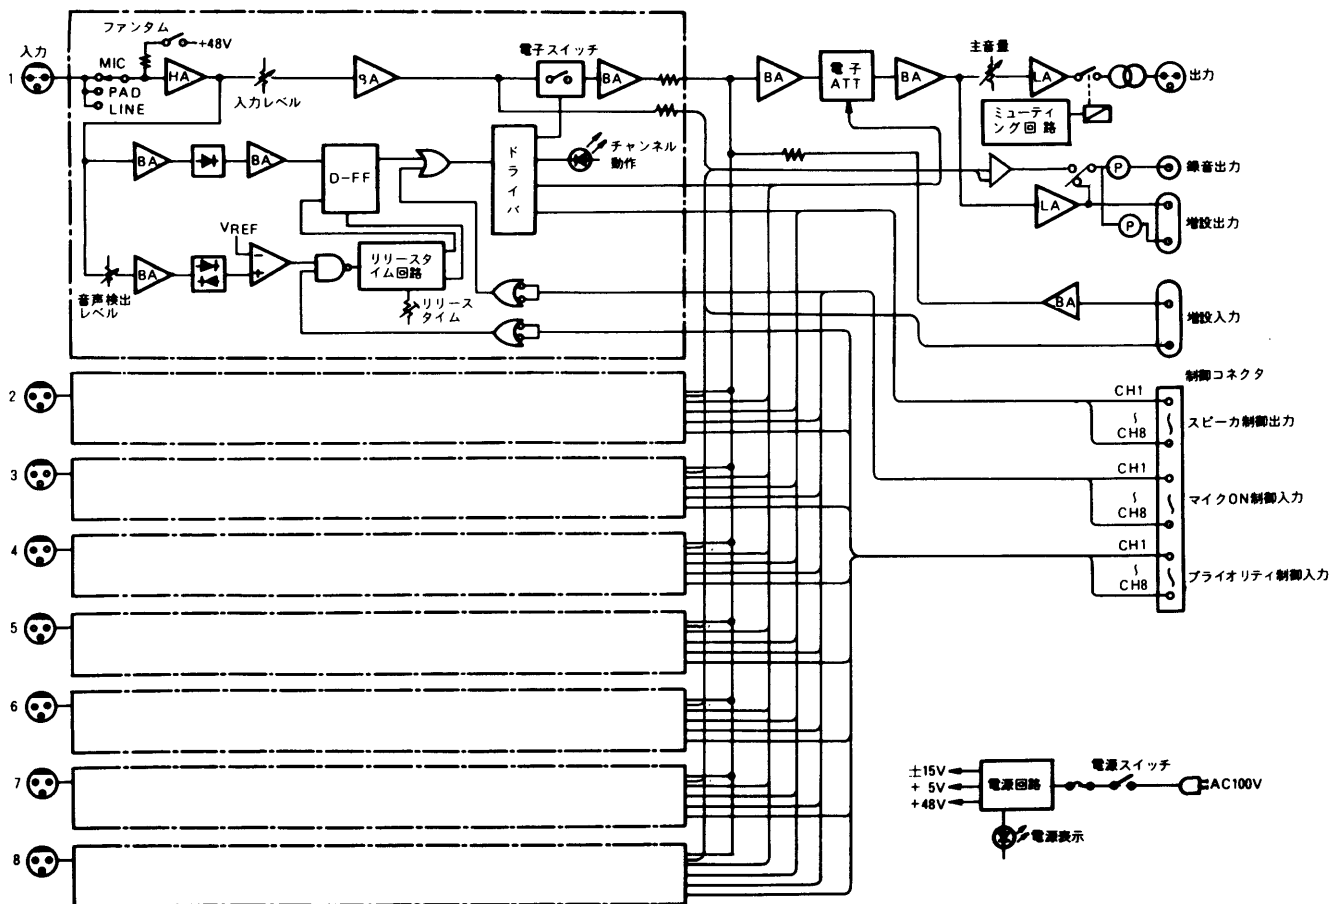 入力
1
ファンタム
+48V
MIC
PAD
LINE
HA
入力レベル
BA
電子スイッチ
BA
BA
電子
ATT
BA
主音量
LA
出力
ミューティ
ング回路
BA
BA
D-FF
ドライバ
チャンネル
動作
P
録音出力
LA
P
増設出力
VREF
BA
-
+
音声検出
レベル
リリースタ
イム回路
リリース
タイム
BA
増設入力
制御コネクタ
CH1
〜
CH8
スピーカ制御出力
CH1
〜
CH8
マイクON制御入力
CH1
〜
CH8
プライオリティ制御入力
2
3
4
5
6
7
8
±15V
+ 5V
+48V
電源回路
電源スイッチ
AC100V
電源表示